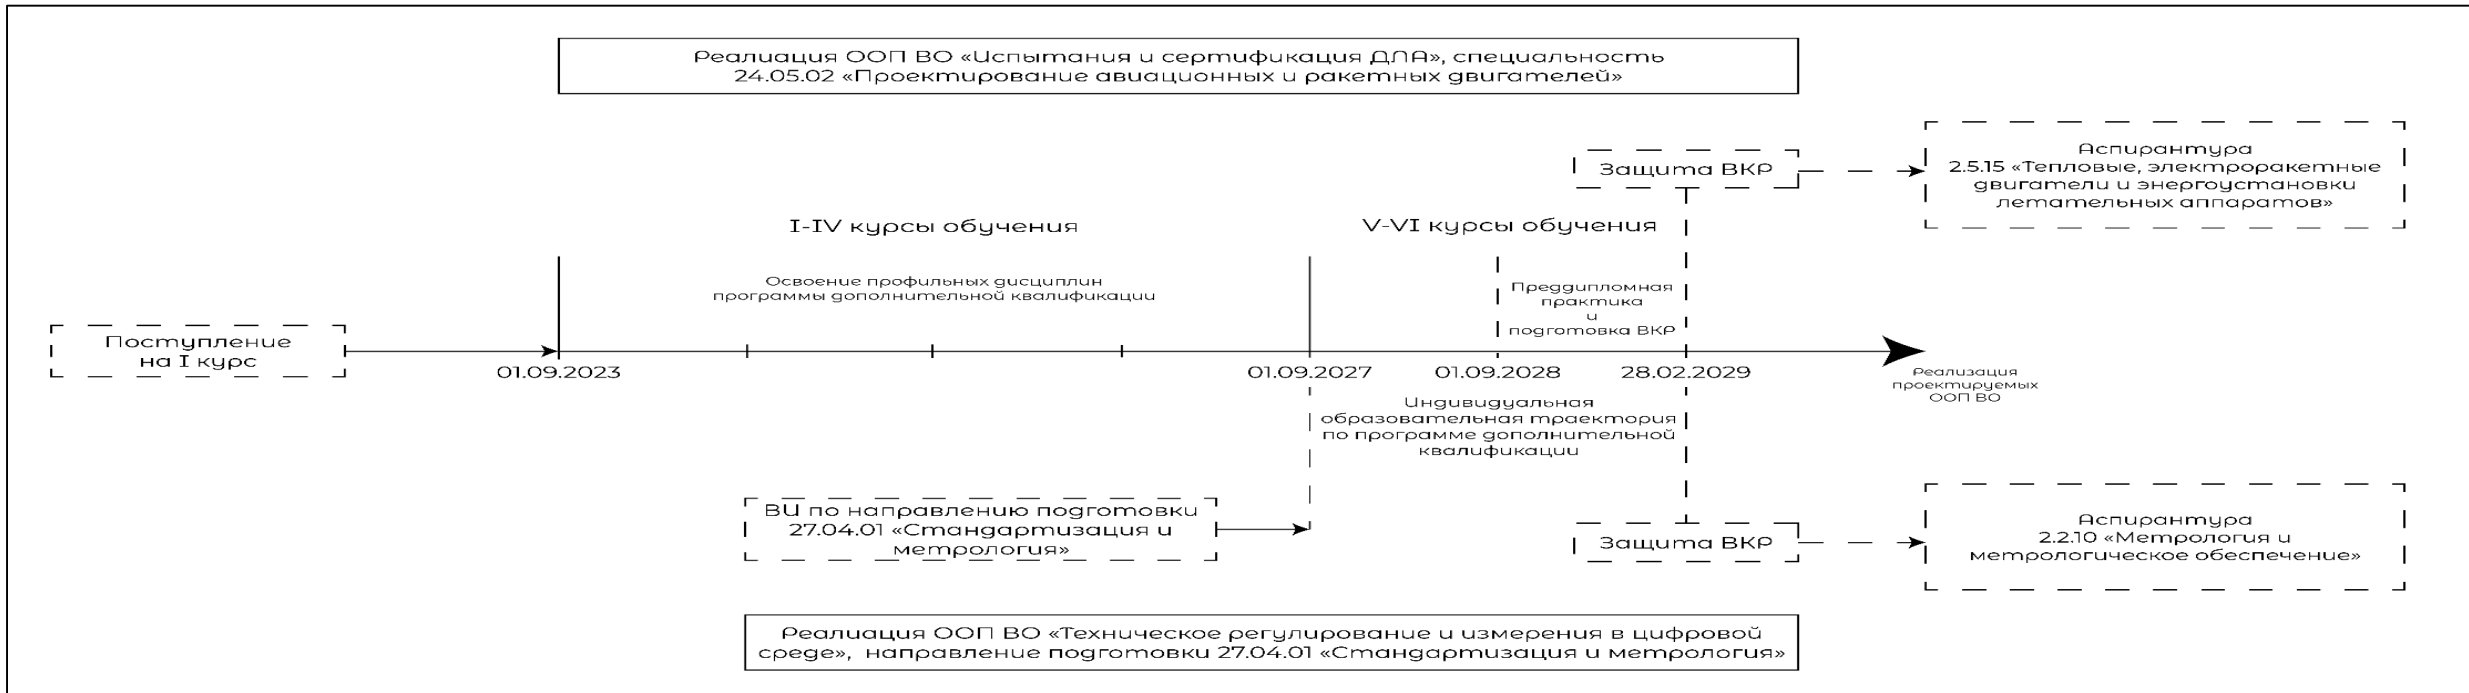 Реалиация ООП ВО «Испытания и сертификация ДЛА», специальность
24.05.02 «Проектирование авиационных и ракетных двигателей»
Защита ВКР
Аспирантура
2.5.15 «Тепловые, электроракетные
двигатели и энергоустановки
летательных аппаратов»
I-IV курсы обучения
V-VI курсы обучения
Освоение профильных дисциплин
программы дополнительной квалификации
Преддипломная
практика
и
подготовка ВКР
Поступление
на I курс
01.09.2023
01.09.2027
01.09.2028
28.02.2029
Реализация
проектируемых
ООП ВО
Индивидуальная
образовательная траектория
по программе дополнительной
квалификации
ВИ по направлению подготовки
27.04.01 «Стандартизация и
метрология»
Защита ВКР
Аспирантура
2.2.10 «Метрология и
метрологическое обеспечение»
Реалиация ООП ВО «Техническое регулирование и измерения в цифровой
среде», направление подготовки 27.04.01 «Стандартизация и метрология»